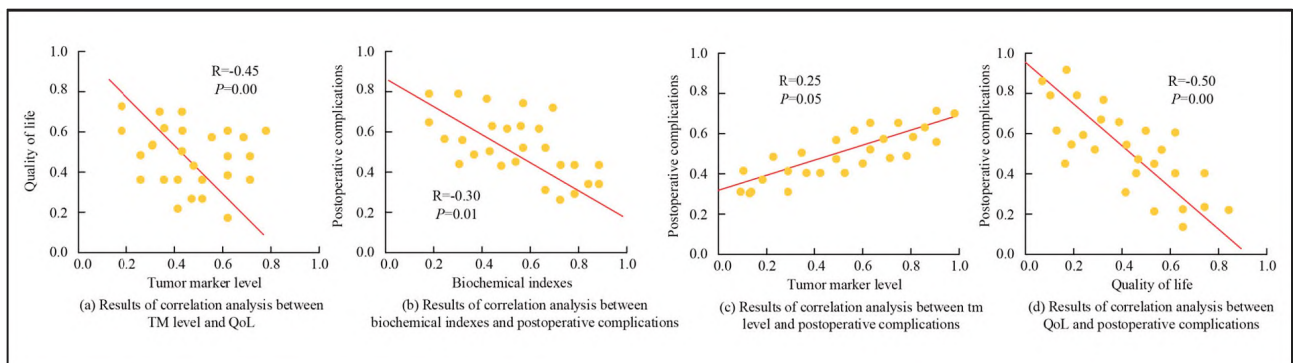 1.0
0.8
0.6
0.4
0.2
0.0
Quality of life
R=-0.45
P=0.00
0.0 0.2 0.4 0.6 0.8 1.0
Tumor marker level
(a) Results of correlation analysis between
TM level and QoL
1.0
0.8
0.6
0.4
0.2
0.0
Postoperative complications
R=-0.30
P=0.01
0.0 0.2 0.4 0.6 0.8 1.0
Biochemical indexes
(b) Results of correlation analysis between
biochemical indexes and postoperative complications
1.0
0.8
0.6
0.4
0.2
0.0
Postoperative complications
R=0.25
P=0.05
0.0 0.2 0.4 0.6 0.8 1.0
Tumor marker level
(c) Results of correlation analysis between tm
level and postoperative complications
1.0
0.8
0.6
0.4
0.2
0.0
Postoperative complications
R=-0.50
P=0.00
0.0 0.2 0.4 0.6 0.8 1.0
Quality of life
(d) Results of correlation analysis between
QoL and postoperative complications